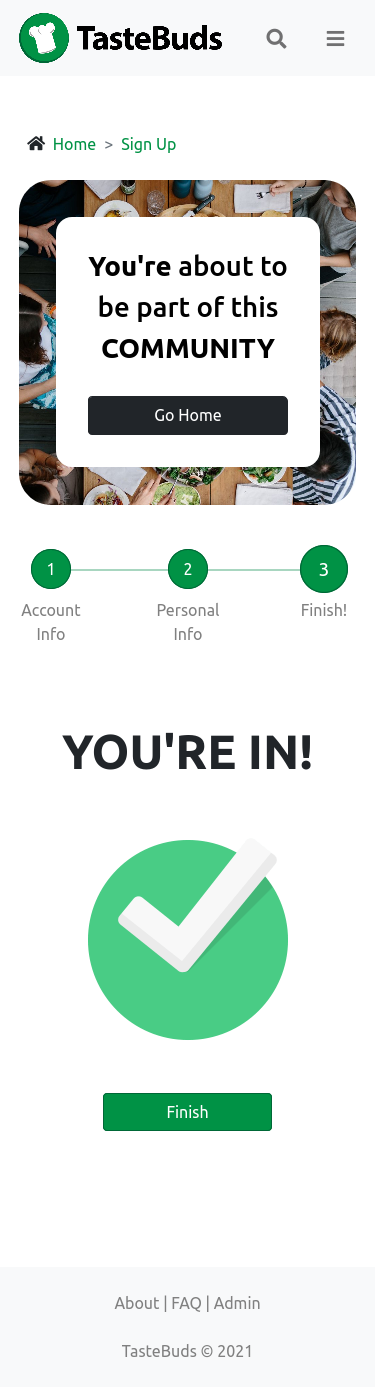 TasteBuds
Home > Sign Up
You're about to
be part of this
COMMUNITY
Go Home
1
2
3
Account
Info
Personal
Info
Finish!
YOU'RE IN!
Finish
About | FAQ | Admin
TasteBuds © 2021